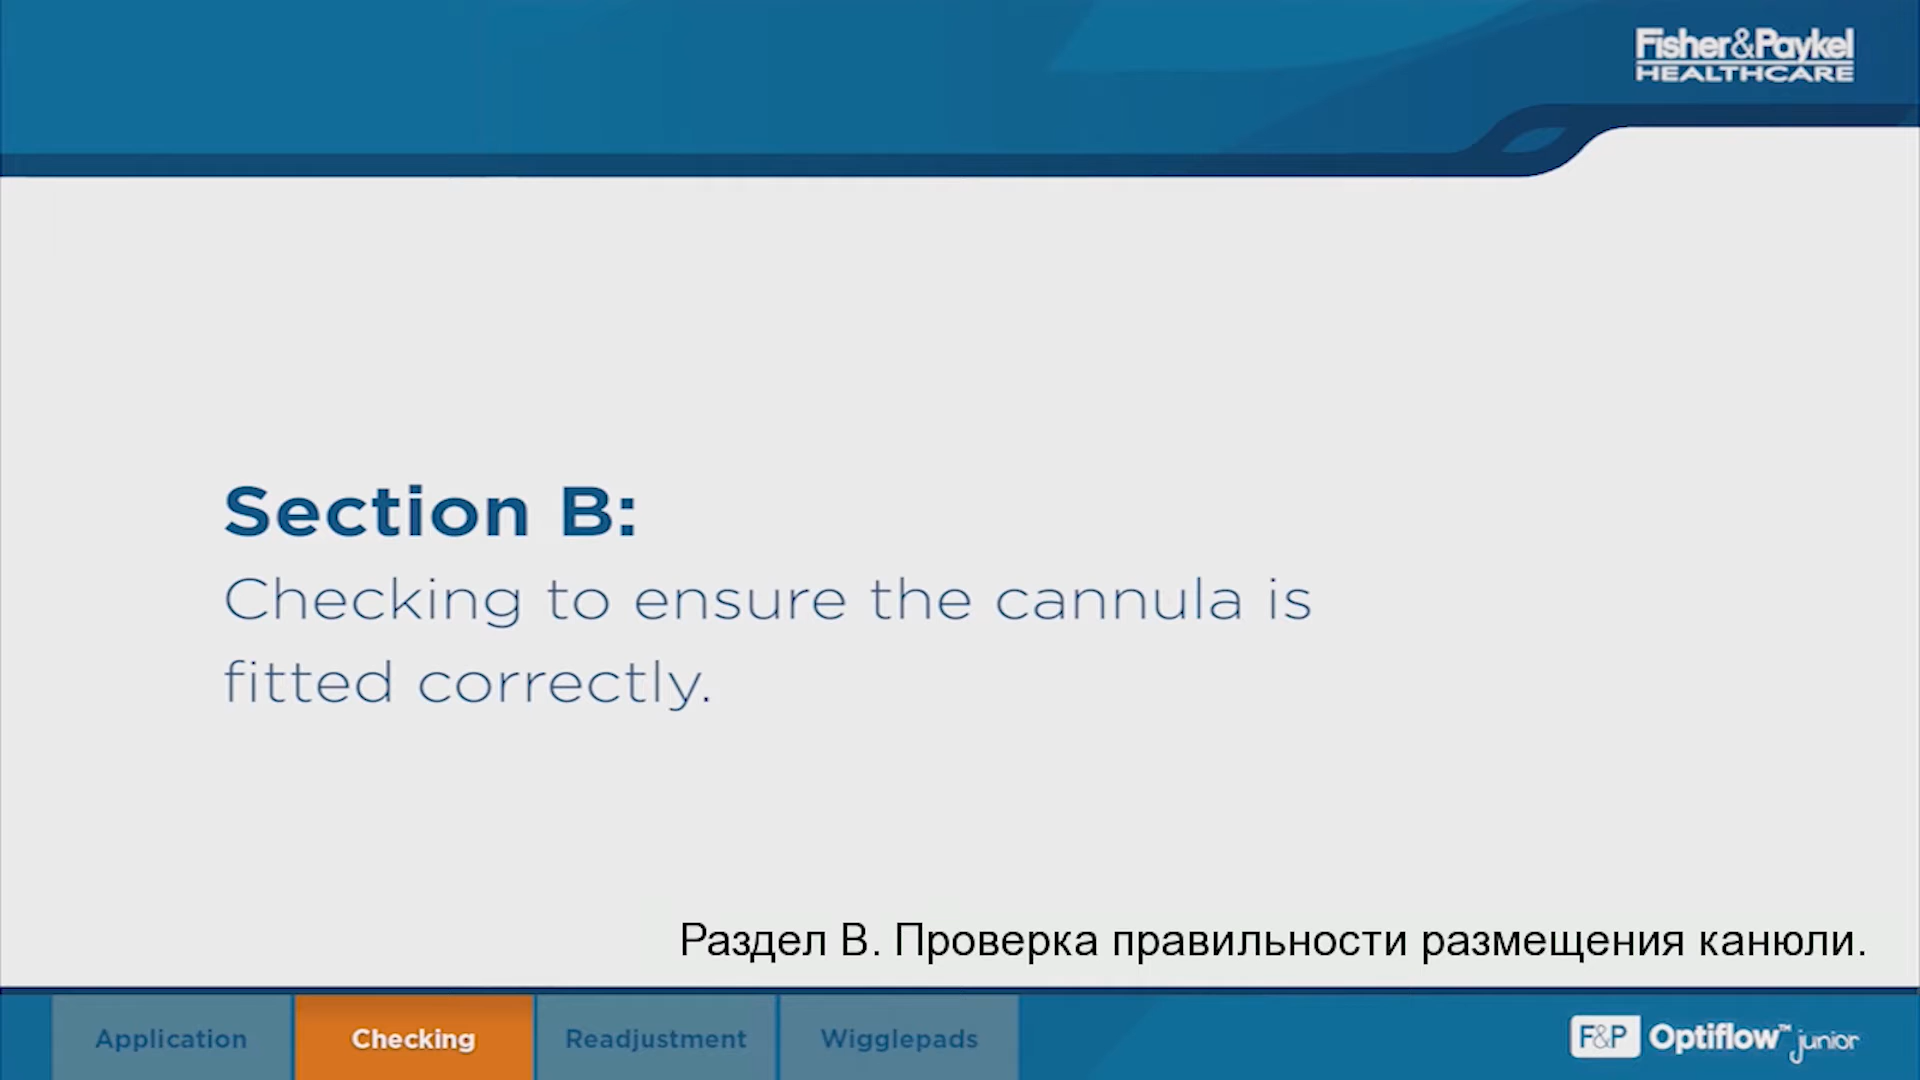 Fisher&Paykel
HEALTHCARE
Section B:
Checking to ensure the cannula is
fitted correctly.
Раздел В. Проверка правильности размещения канюли.
Application
Checking
Readjustment
Wigglepads
F&P Optiflow™ junior